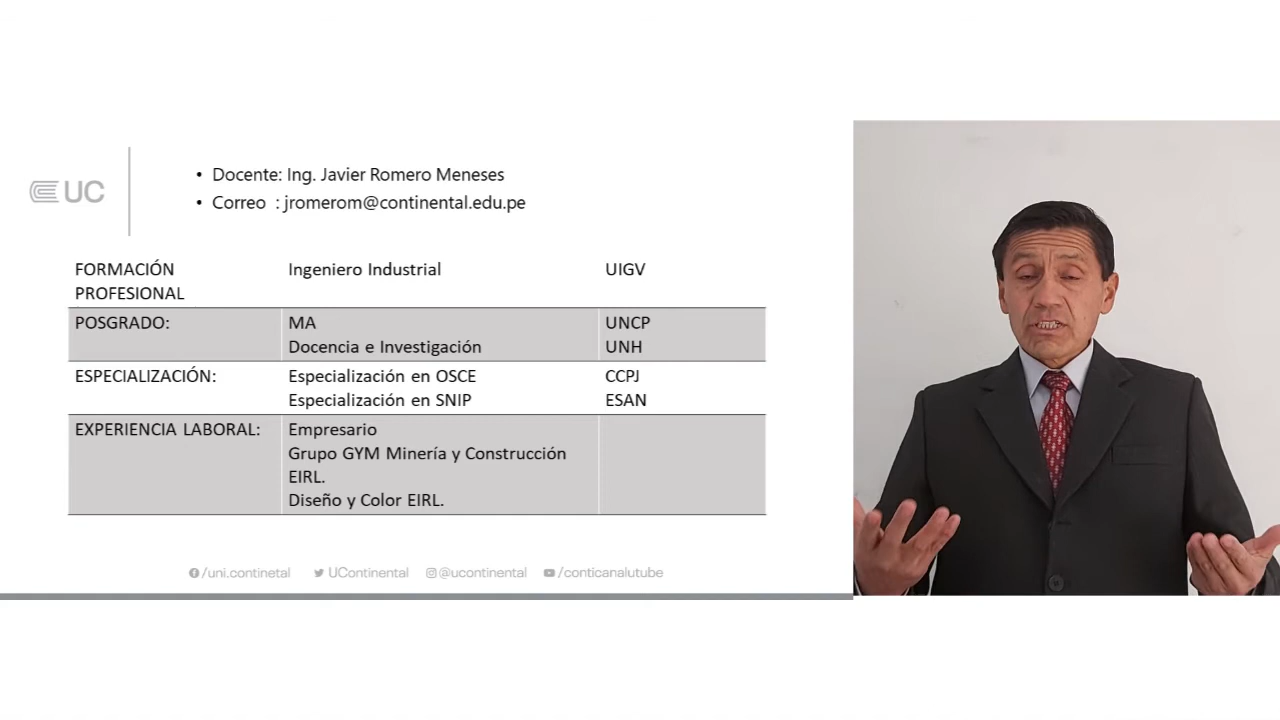 UC
• Docente: Ing. Javier Romero Meneses
• Correo : jromerom@continental.edu.pe
FORMACIÓN PROFESIONAL
Ingeniero Industrial
UIGV
POSGRADO:
MA
UNCP
Docencia e Investigación
UNH
ESPECIALIZACIÓN:
Especialización en OSCE
CCPJ
Especialización en SNIP
ESAN
EXPERIENCIA LABORAL:
Empresario
Grupo GYM Minería y Construcción
EIRL.
Diseño y Color EIRL.
/uni.continetal UContinental @ucontinental /conticanalutube